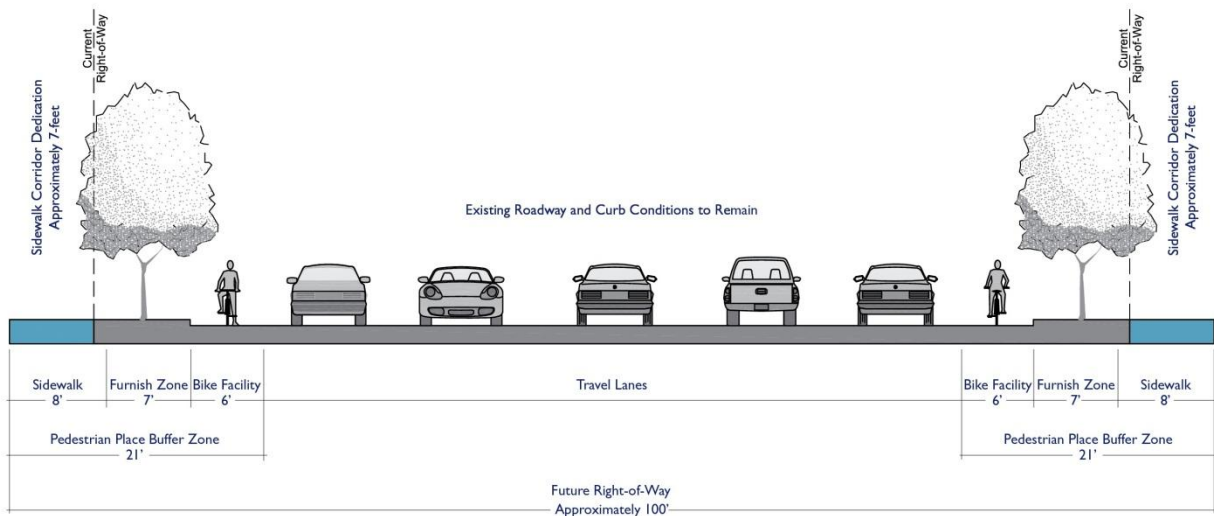 Sidewalk Corridor Dedication
Approximately 7-feet
Current
Right-of-Way
Existing Roadway and Curb Conditions to Remain
Current
Right-of-Way
Sidewalk Corridor Dedication
Approximately 7-feet
Sidewalk Furnish Zone Bike Facility Travel Lanes Bike Facility Furnish Zone Sidewalk
8' 7' 6' 6' 7' 8'
Pedestrian Place Buffer Zone Pedestrian Place Buffer Zone
21' 21'
Future Right-of-Way
Approximately 100'